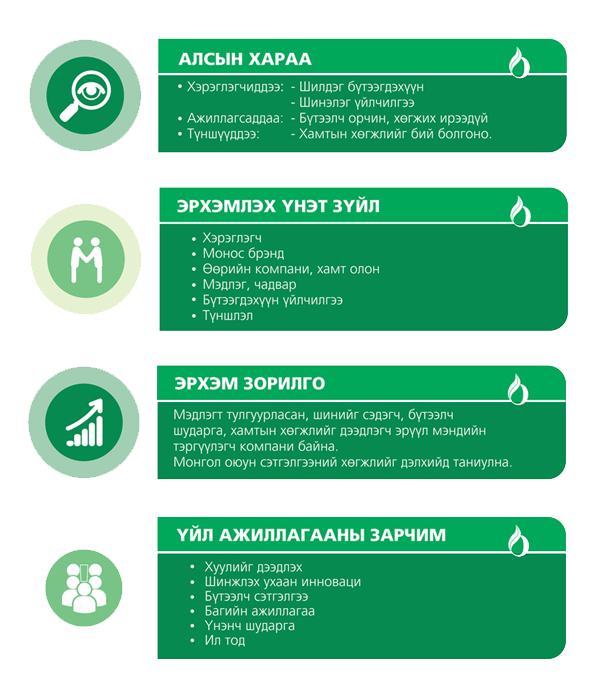 АЛСЫН ХАРАА
• Хэрэглэгчиддээ: - Шилдэг бүтээгдэхүүн
- Шинэлэг үйлчилгээ
• Ажиллагсаддаа: - Бүтээлч орчин, хөгжих ирээдүй
• Түншүүддээ: - Хамтын хөгжлийг бий болгоно.
ЭРХЭМЛЭХ ҮНЭТ ЗҮЙЛ
• Хэрэглэгч
• Монос брэнд
• Өөрийн компани, хамт олон
• Мэдлэг, чадвар
• Бүтээгдэхүүн үйлчилгээ
• Түншлэл
ЭРХЭМ ЗОРИЛГО
Мэдлэгт тулгуурласан, шинийг сэдэгч, бүтээлч
шударга, хамтын хөгжлийг дээдлэгч эрүүл мэндийн
тэргүүлэгч компани байна.
Монгол оюун сэтгэлгээний хөгжлийг дэлхийд таниулна.
ҮЙЛ АЖИЛЛАГААНЫ ЗАРЧИМ
• Хуулийг дээдлэх
• Шинжлэх ухаан инноваци
• Бүтээлч сэтгэлгээ
• Багийн ажиллагаа
• Үнэнч шударга
• Ил тод